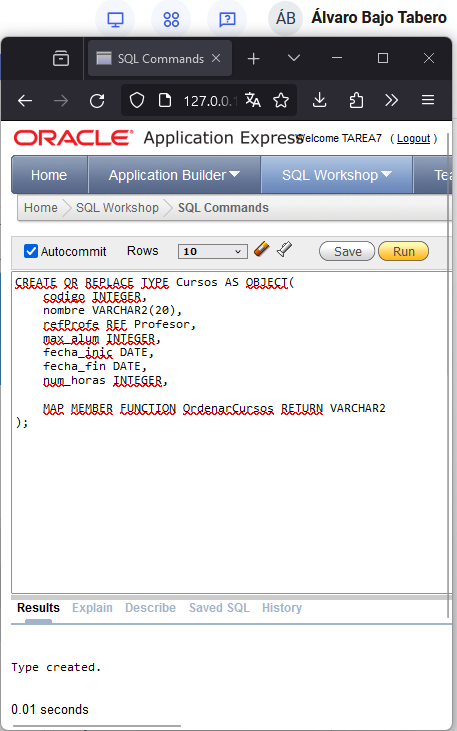 ÁB Álvaro Bajo Tabero
SQL Commands
127.0.0.1
ORACLE Application Express Welcome TAREA7 ( Logout )
Home Application Builder SQL Workshop
Home SQL Workshop SQL Commands
Autocommit Rows 10 Save Run
CREATE OR REPLACE TYPE Cursos AS OBJECT(
codigo INTEGER,
nombre VARCHAR2(20),
refProfe REF Profesor,
max_alum INTEGER,
fecha_inic DATE,
fecha_fin DATE,
num_horas INTEGER,
MAP MEMBER FUNCTION OrdenarCursos RETURN VARCHAR2
);
Results Explain Describe Saved SQL History
Type created.
0.01 seconds